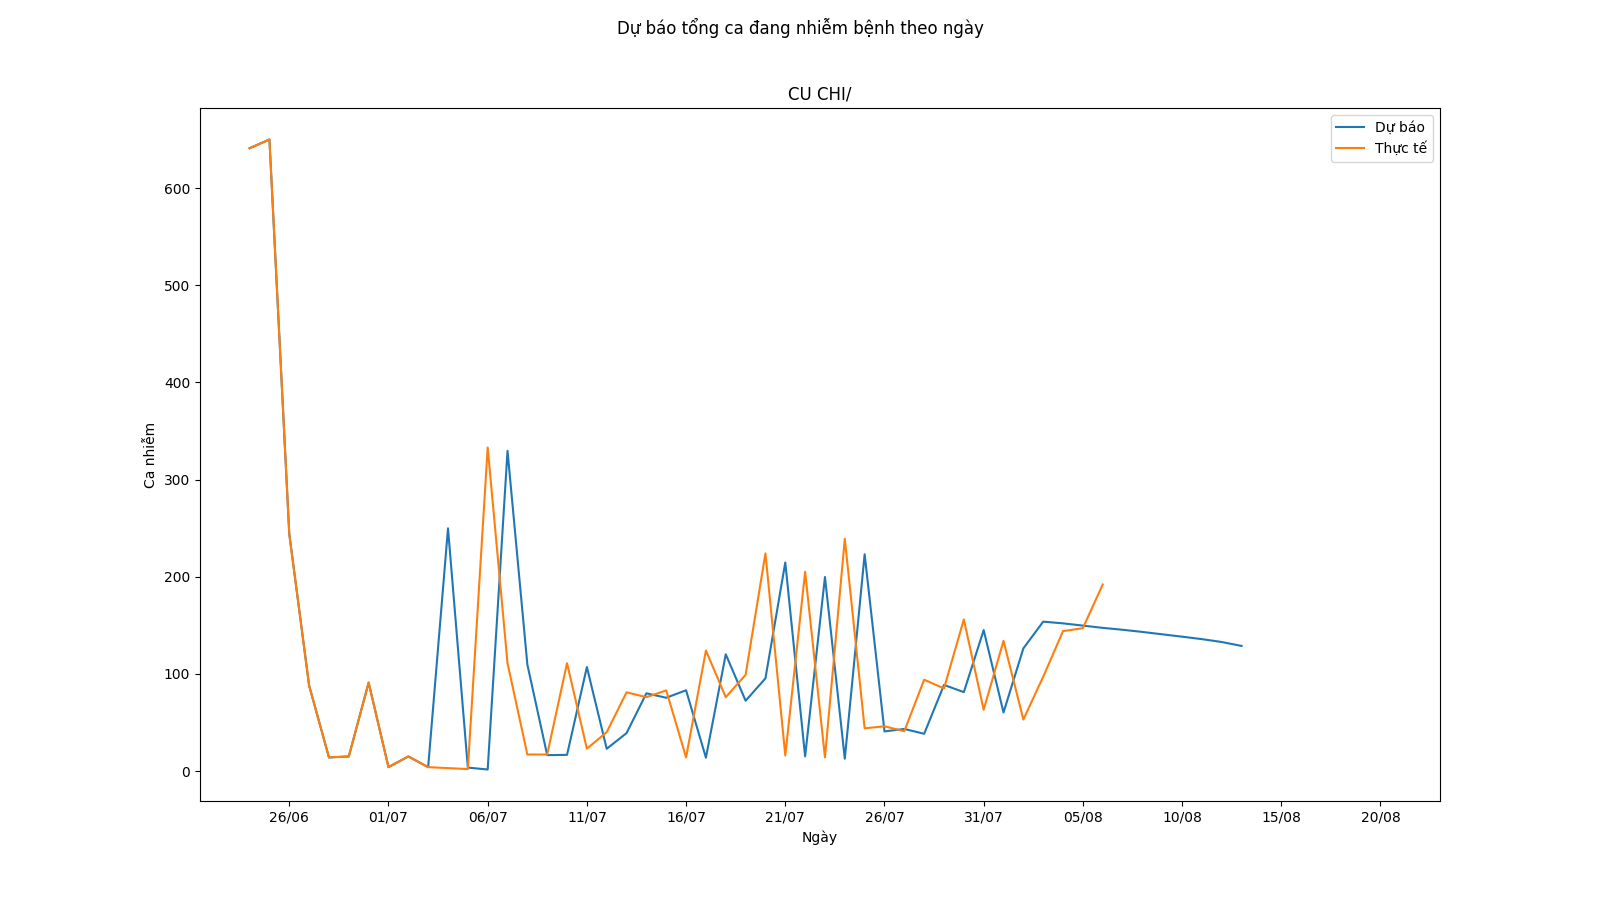 Dự báo tổng ca đang nhiễm bệnh theo ngày
CU CHI/
Dự báo
Thực tế
600
500
400
300
200
100
0
Ca nhiễm
26/06 01/07 06/07 11/07 16/07 21/07 26/07 31/07 05/08 10/08 15/08 20/08
Ngày